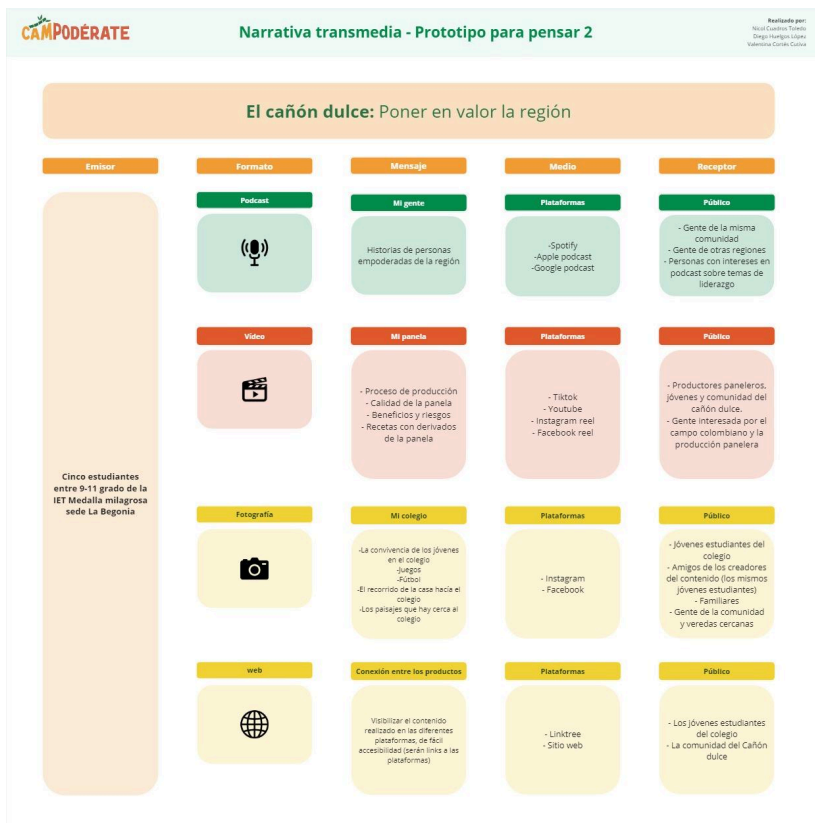 CAMPODÉRATE
Narrativa transmedia - Prototipo para pensar 2
Realizado por:
Nicol Cuadros Toledo
Diego Huelgos López
Valentina Cortés Cutiva
El cañón dulce: Poner en valor la región
Emisor
Formato
Mensaje
Medio
Receptor
Cinco estudiantes
entre 9-11 grado de la
IET Medalla milagrosa
sede La Begonia
Podcast
Mi gente
Plataformas
Público
Historias de personas
empoderadas de la región
-Spotify
-Apple podcast
-Google podcast
- Gente de la misma
comunidad
- Gente de otras regiones
- Personas con intereses en
podcast sobre temas de
liderazgo
Vídeo
Mi panela
Plataformas
Público
- Proceso de producción
- Calidad de la panela
- Beneficios y riesgos
- Recetas con derivados
de la panela
- Tiktok
- Youtube
- Instagram reel
- Facebook reel
- Productores paneleros,
jóvenes y comunidad del
cañón dulce.
- Gente interesada por el
campo colombiano y la
producción panelera
Fotografía
Mi colegio
Plataformas
Público
-La convivencia de los jóvenes
en el colegio
-Juegos
-Fútbol
-El recorrido de la casa hacía el
colegio
-Los paisajes que hay cerca al
colegio
- Instagram
- Facebook
- Jóvenes estudiantes del
colegio
- Amigos de los creadores
del contenido (los mismos
jóvenes estudiantes)
- Familiares
- Gente de la comunidad
y veredas cercanas
web
Conexión entre los productos
Plataformas
Público
Visibilizar el contenido
realizado en las diferentes
plataformas, de fácil
accesibilidad (serán links a las
plataformas)
- Linktree
- Sitio web
- Los jóvenes estudiantes
del colegio
- La comunidad del Cañón
dulce